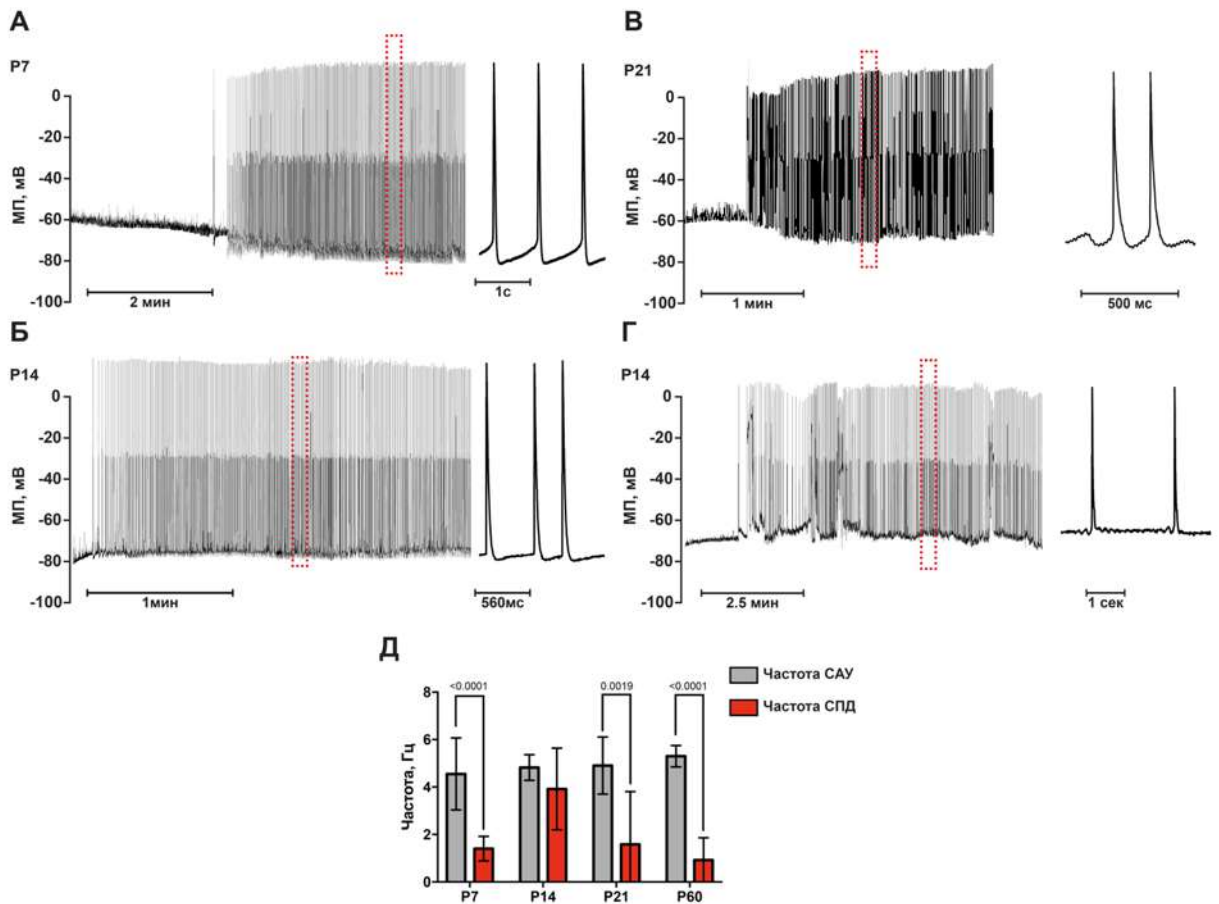 А
P7
МП, мВ
0
-20
-40
-60
-80
-100
2 мин
1с
В
P21
МП, мВ
0
-20
-40
-60
-80
-100
1 мин
500 мс
Б
P14
МП, мВ
0
-20
-40
-60
-80
-100
1мин
560мс
Г
P14
МП, мВ
0
-20
-40
-60
-80
-100
2.5 мин
1 сек
Д
Частота, Гц
8
6
4
2
0
<0.0001
0.0019
<0.0001
P7
P14
P21
P60
Частота САУ
Частота СПД